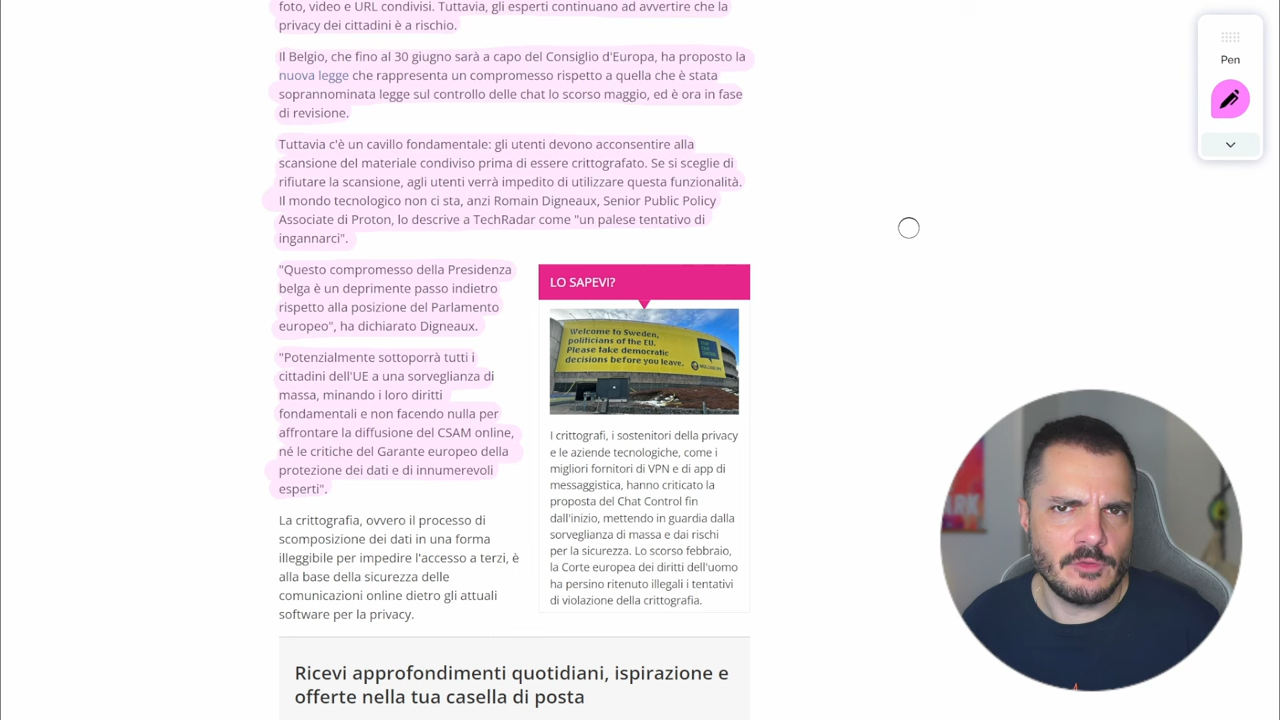 foto, video e URL condivisi. Tuttavia, gli esperti continuano ad avvertire che la
privacy dei cittadini è a rischio.
Il Belgio, che fino al 30 giugno sarà a capo del Consiglio d'Europa, ha proposto la
nuova legge che rappresenta un compromesso rispetto a quella che è stata
soprannominata legge sul controllo delle chat lo scorso maggio, ed è ora in fase
di revisione.
Tuttavia c'è un cavillo fondamentale: gli utenti devono acconsentire alla
scansione del materiale condiviso prima di essere crittografato. Se si sceglie di
rifiutare la scansione, agli utenti verrà impedito di utilizzare questa funzionalità.
Il mondo tecnologico non ci sta, anzi Romain Digneaux, Senior Public Policy
Associate di Proton, lo descrive a TechRadar come "un palese tentativo di
ingannarci".
"Questo compromesso della Presidenza
belga è un deprimente passo indietro
rispetto alla posizione del Parlamento
europeo", ha dichiarato Digneaux.
"Potenzialmente sottoporrà tutti i
cittadini dell'UE a una sorveglianza di
massa, minando i loro diritti
fondamentali e non facendo nulla per
affrontare la diffusione del CSAM online,
né le critiche del Garante europeo della
protezione dei dati e di innumerevoli
esperti".
La crittografia, ovvero il processo di
scomposizione dei dati in una forma
illeggibile per impedire l'accesso a terzi, è
alla base della sicurezza delle
comunicazioni online dietro gli attuali
software per la privacy.
LO SAPEVI?
Welcome to Sweden,
politicians of the EU.
Please take democratic
decisions before you leave.
STOP
CHAT
CONTROL
MULLVAD VPN
I crittografi, i sostenitori della privacy
e le aziende tecnologiche, come i
migliori fornitori di VPN e di app di
messaggistica, hanno criticato la
proposta del Chat Control fin
dall'inizio, mettendo in guardia dalla
sorveglianza di massa e dai rischi
per la sicurezza. Lo scorso febbraio,
la Corte europea dei diritti dell'uomo
ha persino ritenuto illegali i tentativi
di violazione della crittografia.
Ricevi approfondimenti quotidiani, ispirazione e
offerte nella tua casella di posta
Pen